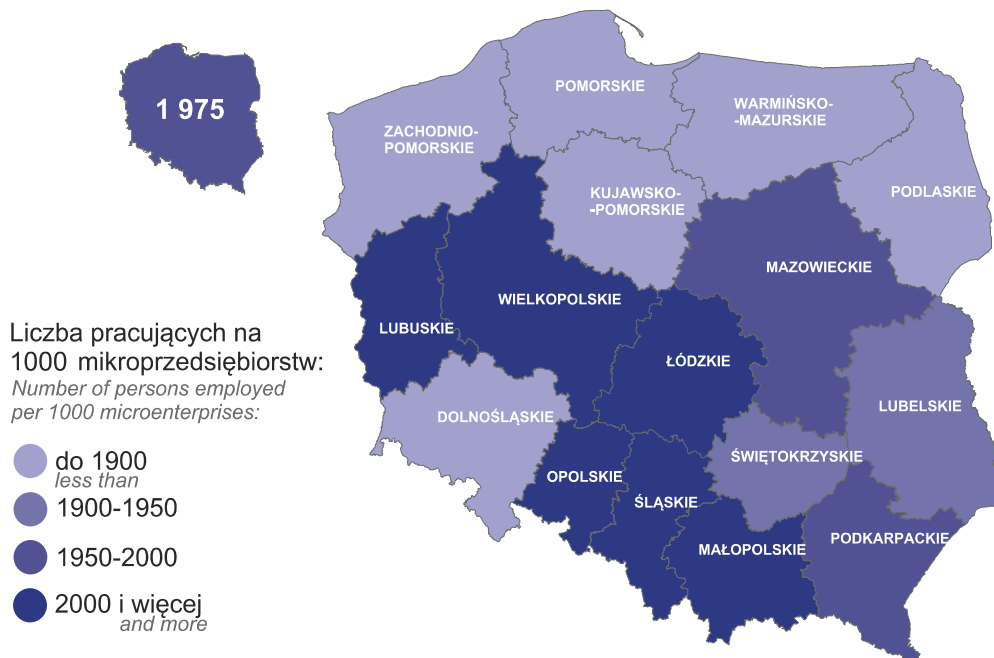 1 975
POMORSKIE
WARMIŃSKO-
-MAZURSKIE
ZACHODNIO-
POMORSKIE
KUJAWSKO-
-POMORSKIE
PODLASKIE
MAZOWIECKIE
WIELKOPOLSKIE
LUBUSKIE
ŁÓDZKIE
DOLNOŚLĄSKIE
LUBELSKIE
ŚWIĘTOKRZYSKIE
OPOLSKIE
ŚLĄSKIE
MAŁOPOLSKIE
PODKARPACKIE
Liczba pracujących na
1000 mikroprzedsiębiorstw:
Number of persons employed
per 1000 microenterprises:
do 1900
less than
1900-1950
1950-2000
2000 i więcej
and more